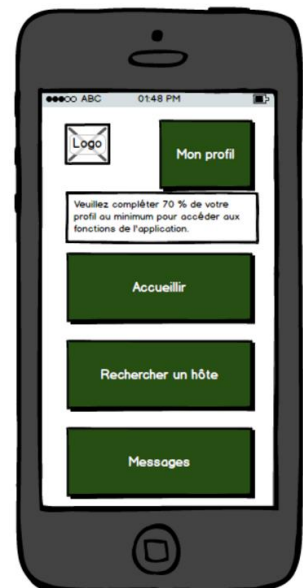 ABC 01:48 PM
Logo
Mon profil
Veuillez compléter 70 % de votre
profil au minimum pour accéder aux
fonctions de l'application.
Accueillir
Rechercher un hôte
Messages